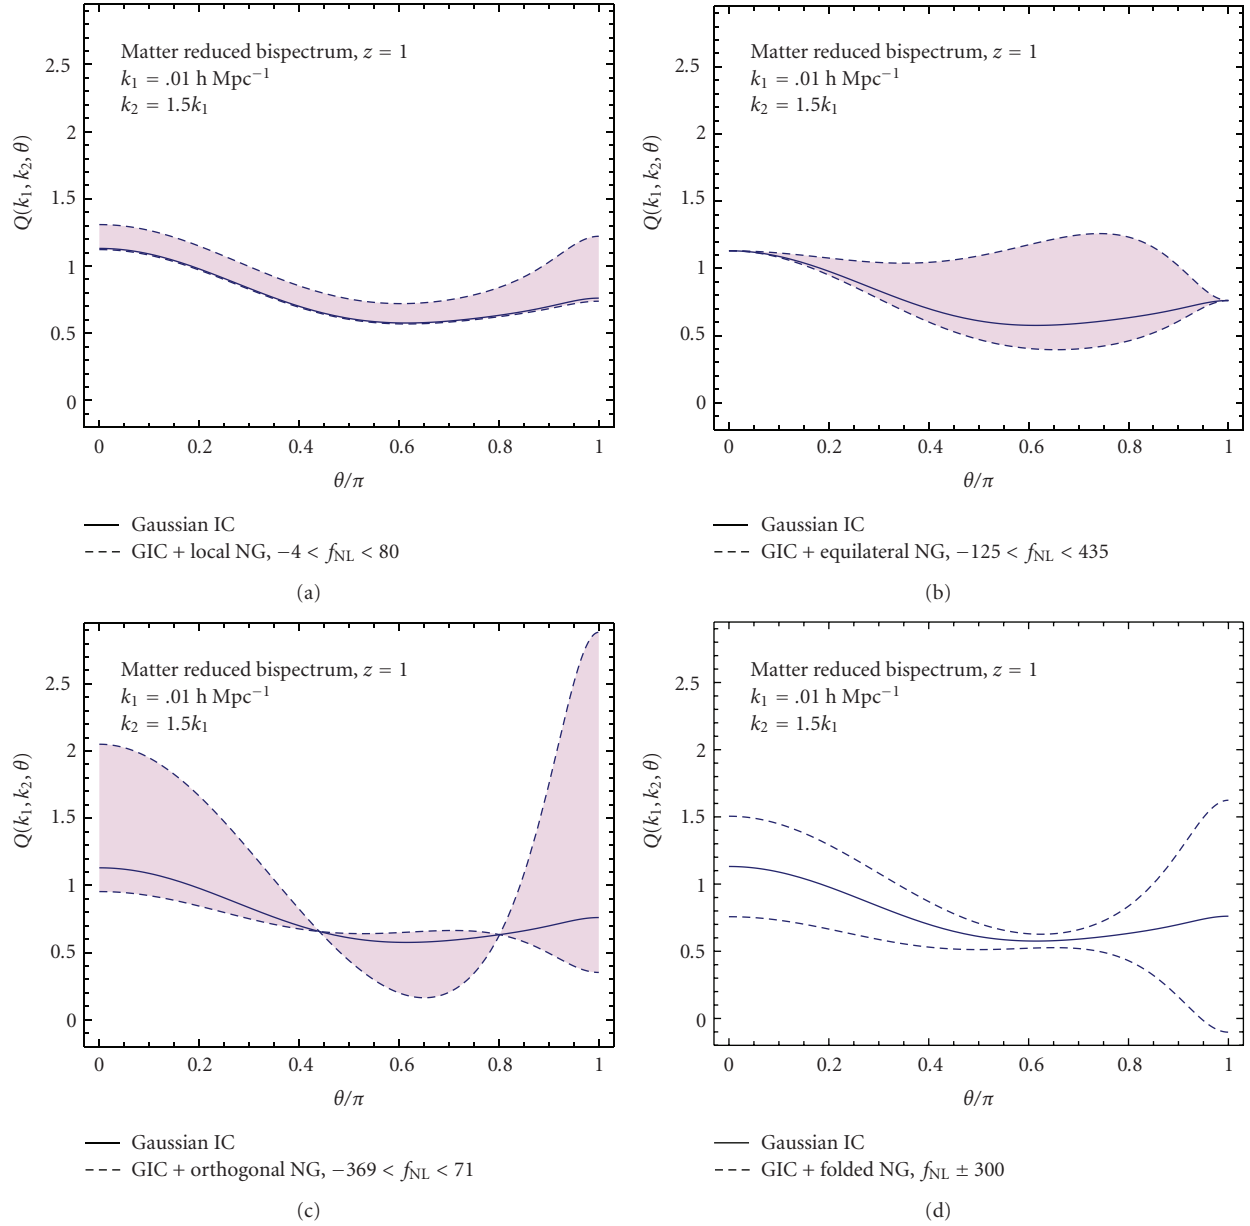 Matter reduced bispectrum, z = 1
k₁ = .01 h Mpc⁻¹
k₂ = 1.5k₁
Q(k₁, k₂, θ)
2.5
2
1.5
1
0.5
0
0 0.2 0.4 0.6 0.8 1
θ/π
Gaussian IC
GIC + local NG, −4 < f_NL < 80
(a)
Matter reduced bispectrum, z = 1
k₁ = .01 h Mpc⁻¹
k₂ = 1.5k₁
Q(k₁, k₂, θ)
2.5
2
1.5
1
0.5
0
0 0.2 0.4 0.6 0.8 1
θ/π
Gaussian IC
GIC + equilateral NG, −125 < f_NL < 435
(b)
Matter reduced bispectrum, z = 1
k₁ = .01 h Mpc⁻¹
k₂ = 1.5k₁
Q(k₁, k₂, θ)
2.5
2
1.5
1
0.5
0
0 0.2 0.4 0.6 0.8 1
θ/π
Gaussian IC
GIC + orthogonal NG, −369 < f_NL < 71
(c)
Matter reduced bispectrum, z = 1
k₁ = .01 h Mpc⁻¹
k₂ = 1.5k₁
Q(k₁, k₂, θ)
2.5
2
1.5
1
0.5
0
0 0.2 0.4 0.6 0.8 1
θ/π
Gaussian IC
GIC + folded NG, f_NL ± 300
(d)